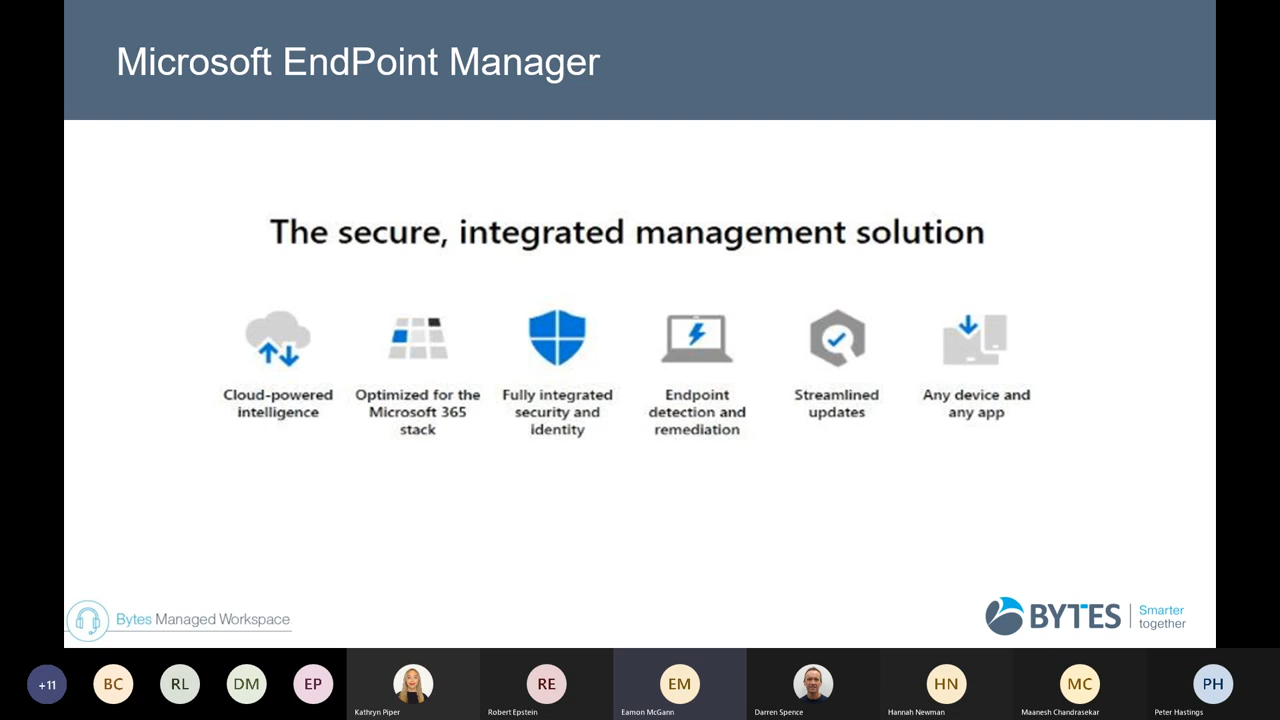 Microsoft EndPoint Manager
The secure, integrated management solution
Cloud-powered
intelligence
Optimized for the
Microsoft 365
stack
Fully integrated
security and
identity
Endpoint
detection and
remediation
Streamlined
updates
Any device and
any app
Bytes Managed Workspace
BYTES
Smarter
together
+11
BC
RL
DM
EP
Kathryn Piper
RE
Robert Epstein
EM
Eamon McGann
Darren Spence
HN
Hannah Newman
MC
Maanesh Chandrasekar
PH
Peter Hastings